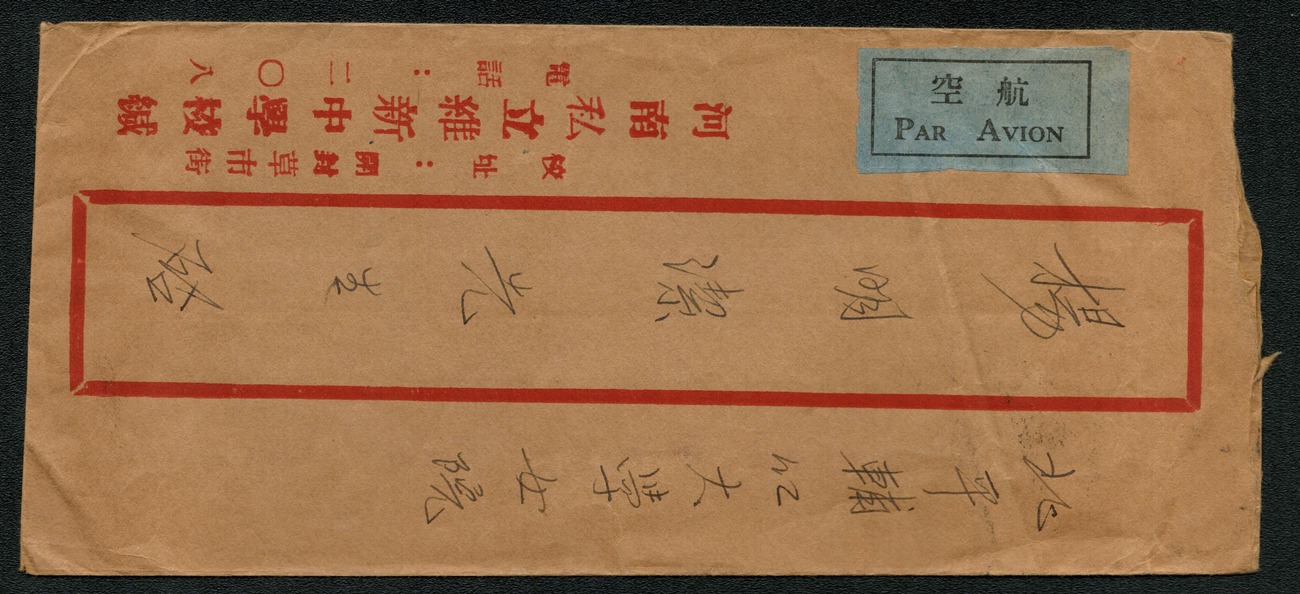 北平輔仁大學女院
楊明潔先生啟
校址：開封草市街
河南私立維新中學校緘
電話：二〇八
空航
PAR AVION